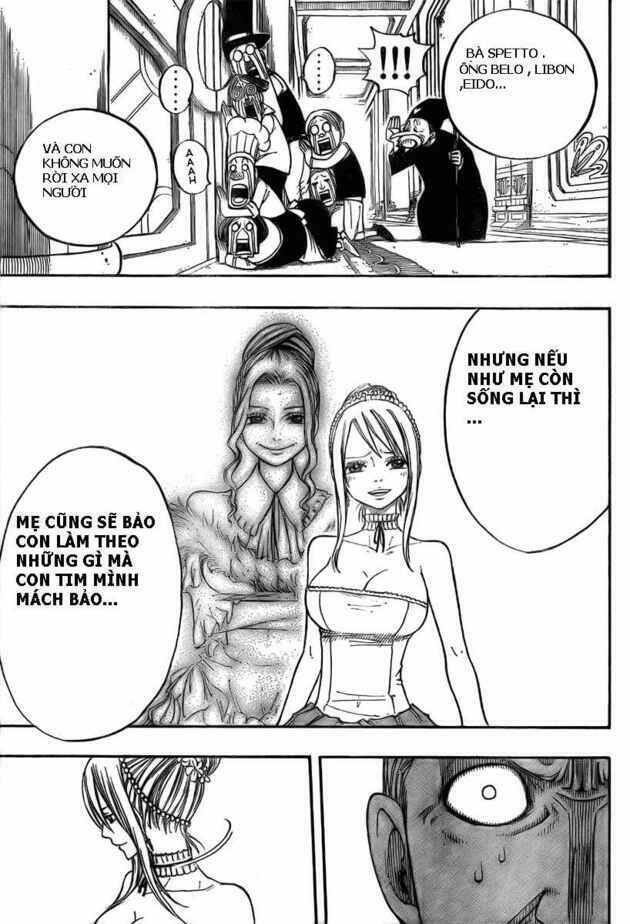 BÀ SPETTO .
ÔNG BELO , LIBON
,EIDO...
!!!
....
....
AAAH
VÀ CON
KHÔNG MUỐN
RỜI XA MỌI
NGƯỜI
NHƯNG NẾU
NHƯ MẸ CÒN
SỐNG LẠI THÌ
...
MẸ CŨNG SẼ BẢO
CON LÀM THEO
NHỮNG GÌ MÀ
CON TIM MÌNH
MÁCH BẢO...